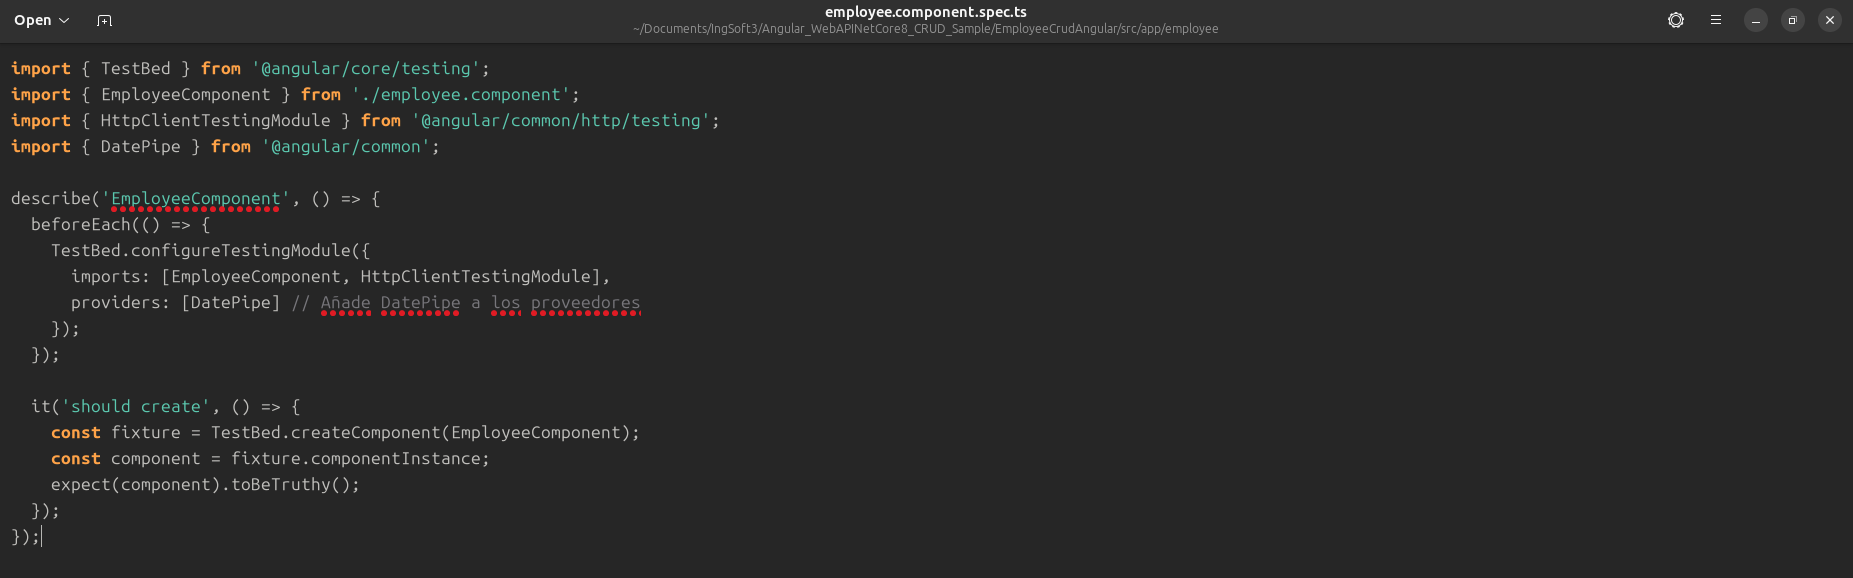 Open
employee.component.spec.ts
~/Documents/IngSoft3/Angular_WebAPINetCore8_CRUD_Sample/EmployeeCrudAngular/src/app/employee
import { TestBed } from '@angular/core/testing';
import { EmployeeComponent } from './employee.component';
import { HttpClientTestingModule } from '@angular/common/http/testing';
import { DatePipe } from '@angular/common';

describe('EmployeeComponent', () => {
  beforeEach(() => {
    TestBed.configureTestingModule({
      imports: [EmployeeComponent, HttpClientTestingModule],
      providers: [DatePipe] // Añade DatePipe a los proveedores
    });
  });

  it('should create', () => {
    const fixture = TestBed.createComponent(EmployeeComponent);
    const component = fixture.componentInstance;
    expect(component).toBeTruthy();
  });
});